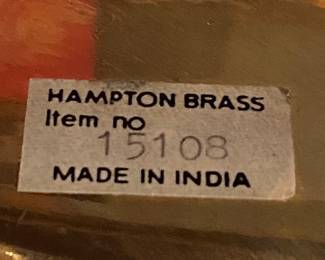 HAMPTON BRASS
Item no
15108
MADE IN INDIA